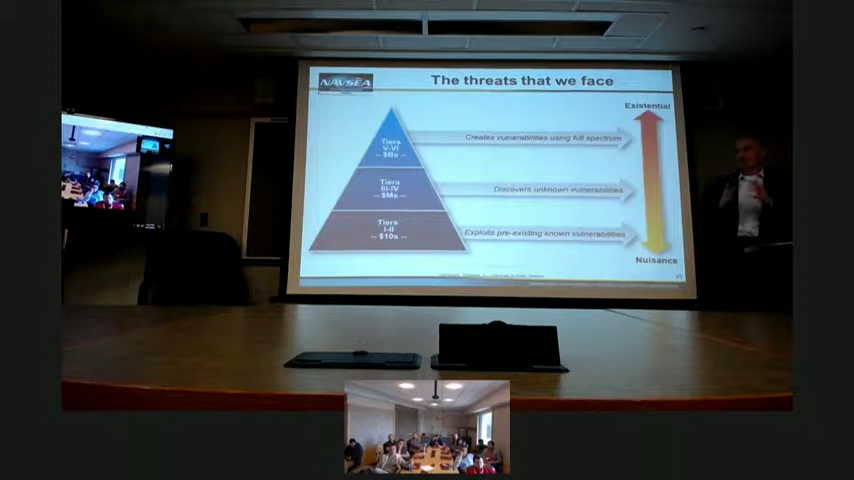 NAVSEA
The threats that we face
Existential
Tiers
V-VI
-- $Bs --
Creates vulnerabilities using full spectrum
Tiers
III-IV
-- $Ms --
Discovers unknown vulnerabilities
Tiers
I-II
-- $10s --
Exploits pre-existing known vulnerabilities
Nuisance